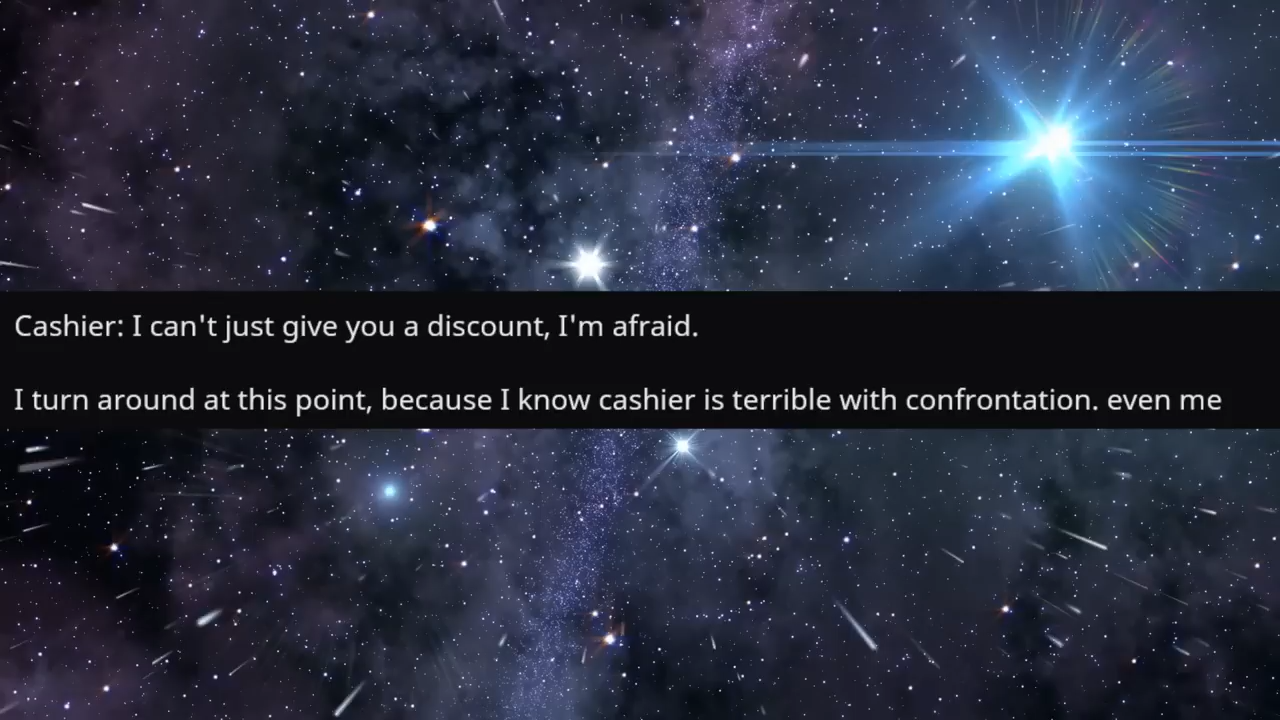 Cashier: I can't just give you a discount, I'm afraid.
I turn around at this point, because I know cashier is terrible with confrontation. even me